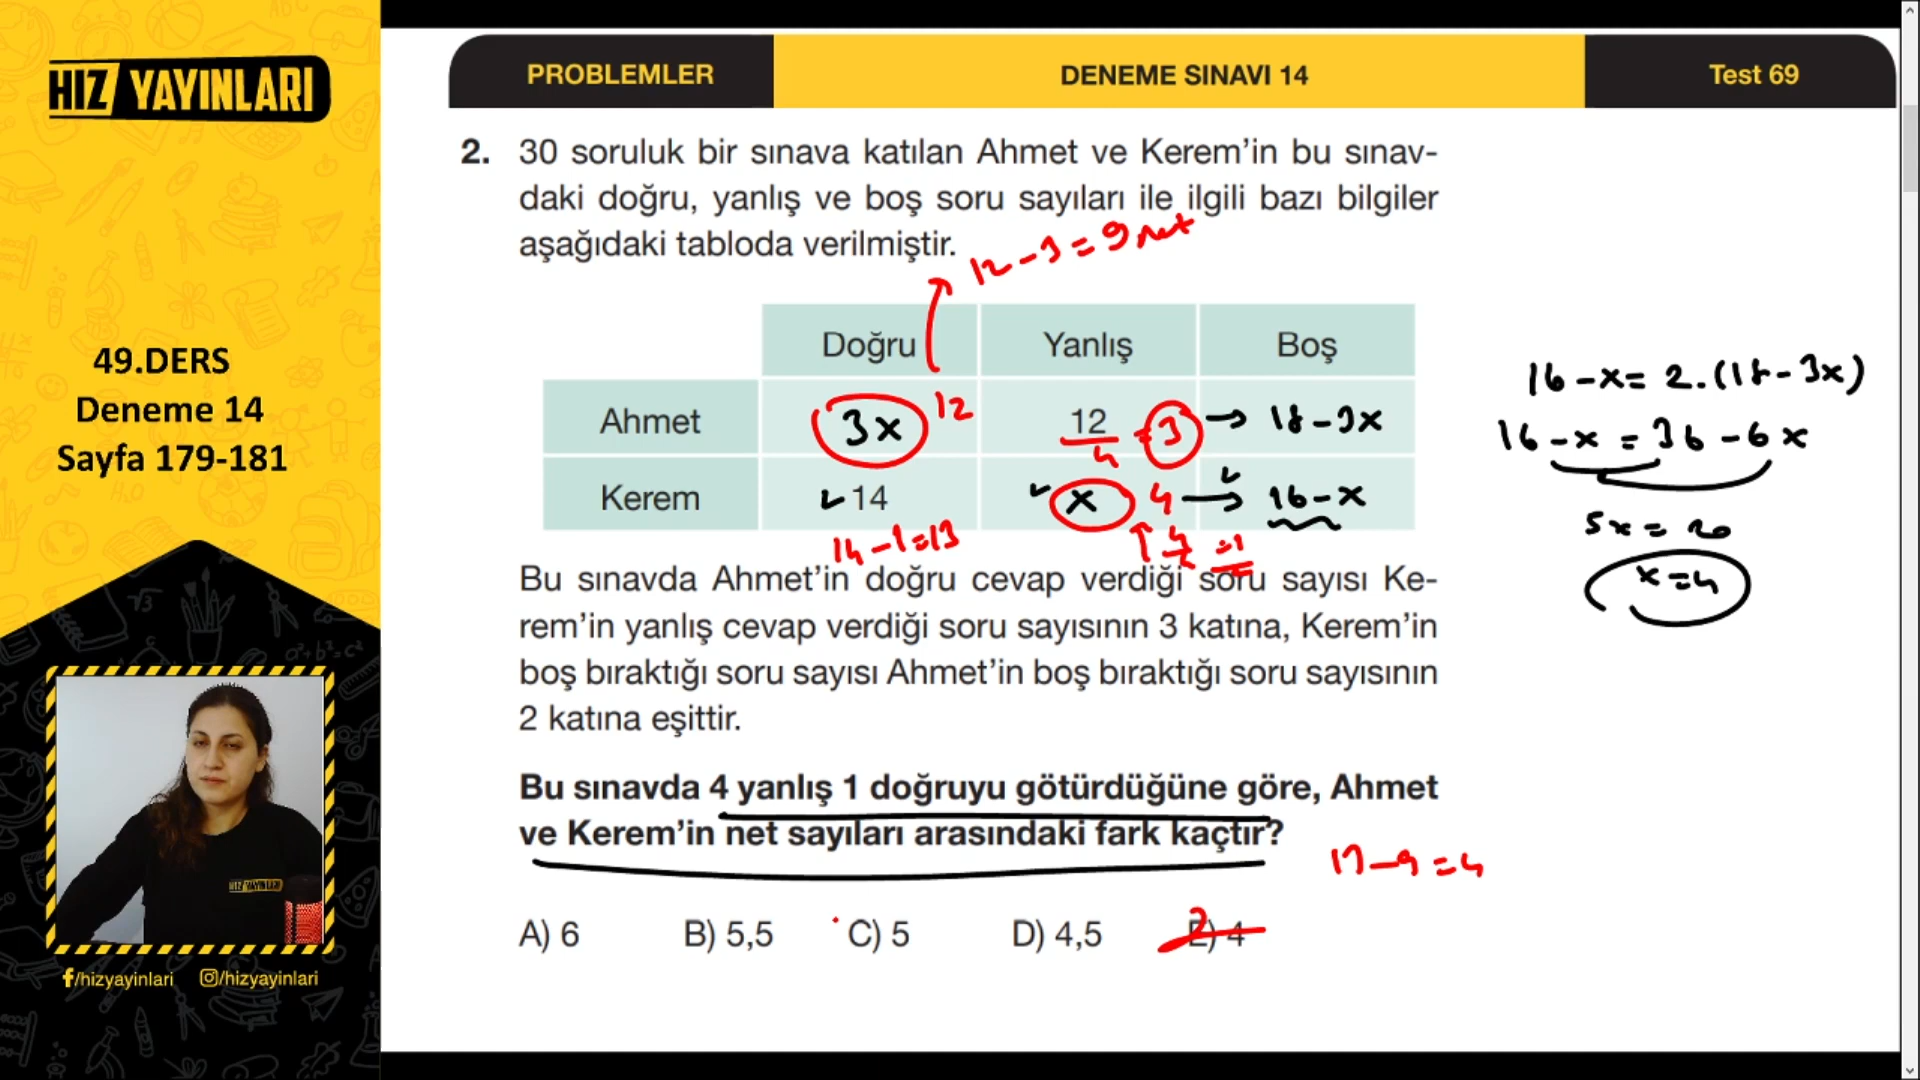 HIZ YAYINLARI
49.DERS
Deneme 14
Sayfa 179-181
HIZ YAYINLARI
/hizyayinlari /hizyayinlari
PROBLEMLER DENEME SINAVI 14 Test 69
2. 30 soruluk bir sınava katılan Ahmet ve Kerem'in bu sınav-
daki doğru, yanlış ve boş soru sayıları ile ilgili bazı bilgiler
aşağıdaki tabloda verilmiştir.
12 - 3 = 9 net
Doğru Yanlış Boş
Ahmet 3x 12 12/4 = 3 → 18 - 3x
Kerem 14 x 4 → 16 - x
14 - 1 = 13 4/4 = 1
Bu sınavda Ahmet'in doğru cevap verdiği soru sayısı Ke-
rem'in yanlış cevap verdiği soru sayısının 3 katına, Kerem'in
boş bıraktığı soru sayısı Ahmet'in boş bıraktığı soru sayısının
2 katına eşittir.
Bu sınavda 4 yanlış 1 doğruyu götürdüğüne göre, Ahmet
ve Kerem'in net sayıları arasındaki fark kaçtır?
13 - 9 = 4
A) 6 B) 5,5 C) 5 D) 4,5 E) 4
16 - x = 2.(18 - 3x)
16 - x = 36 - 6x
5x = 20
x = 4